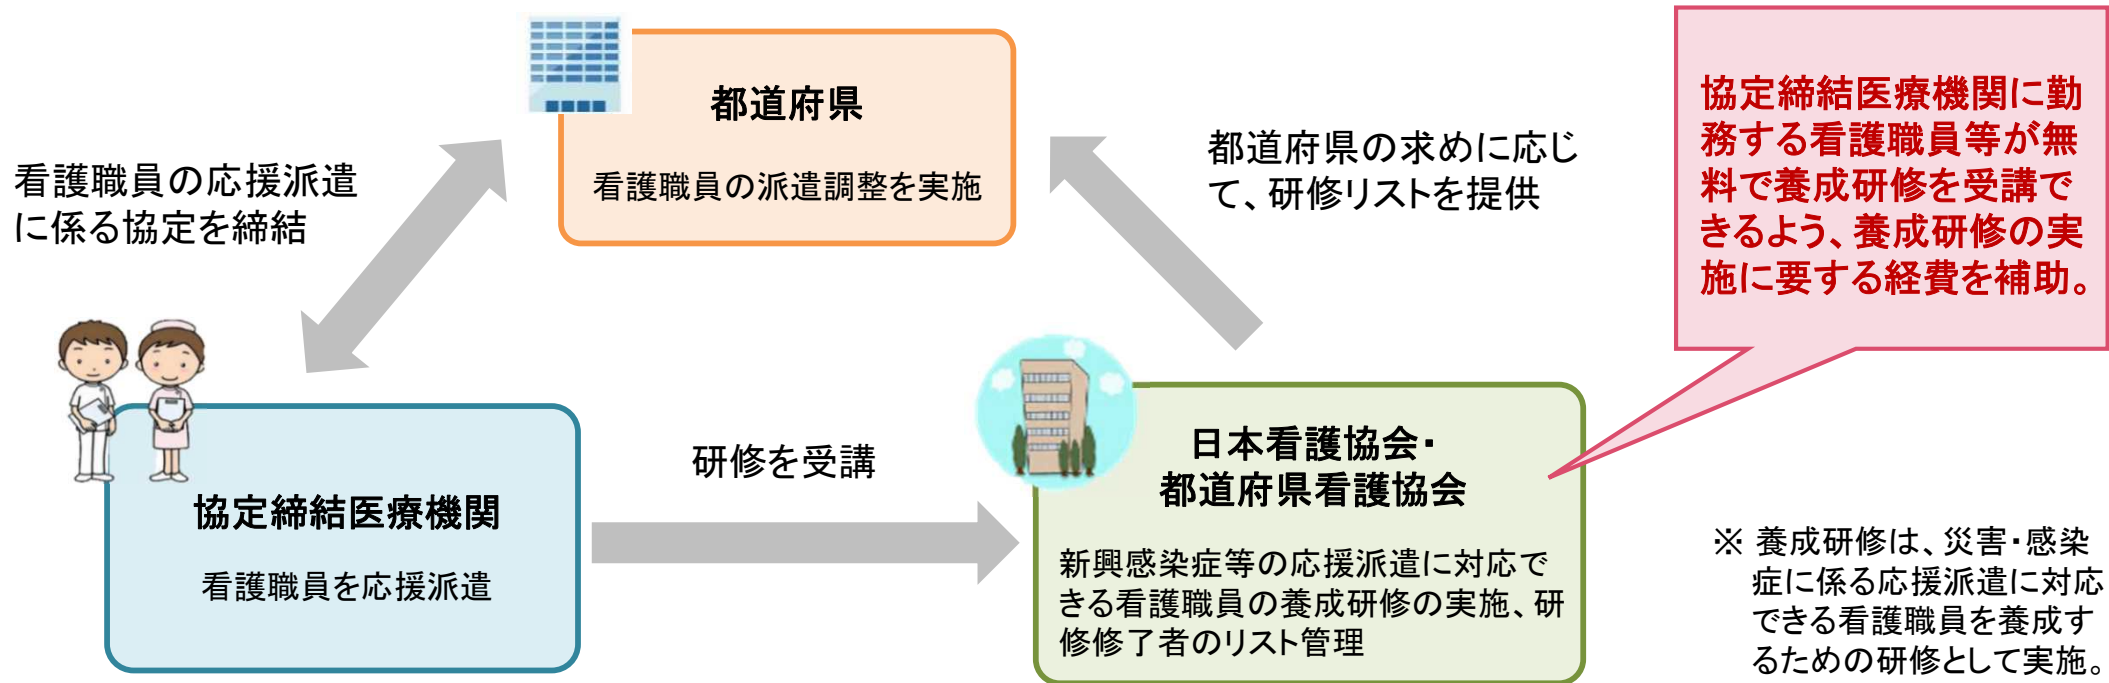 都道府県
看護職員の派遣調整を実施
看護職員の応援派遣
に係る協定を締結
都道府県の求めに応じ
て、研修リストを提供
協定締結医療機関に勤
務する看護職員等が無
料で養成研修を受講で
きるよう、養成研修の実
施に要する経費を補助。
協定締結医療機関
看護職員を応援派遣
研修を受講
日本看護協会・
都道府県看護協会
新興感染症等の応援派遣に対応で
きる看護職員の養成研修の実施、研
修修了者のリスト管理
※ 養成研修は、災害・感染
症に係る応援派遣に対応
できる看護職員を養成す
るための研修として実施。